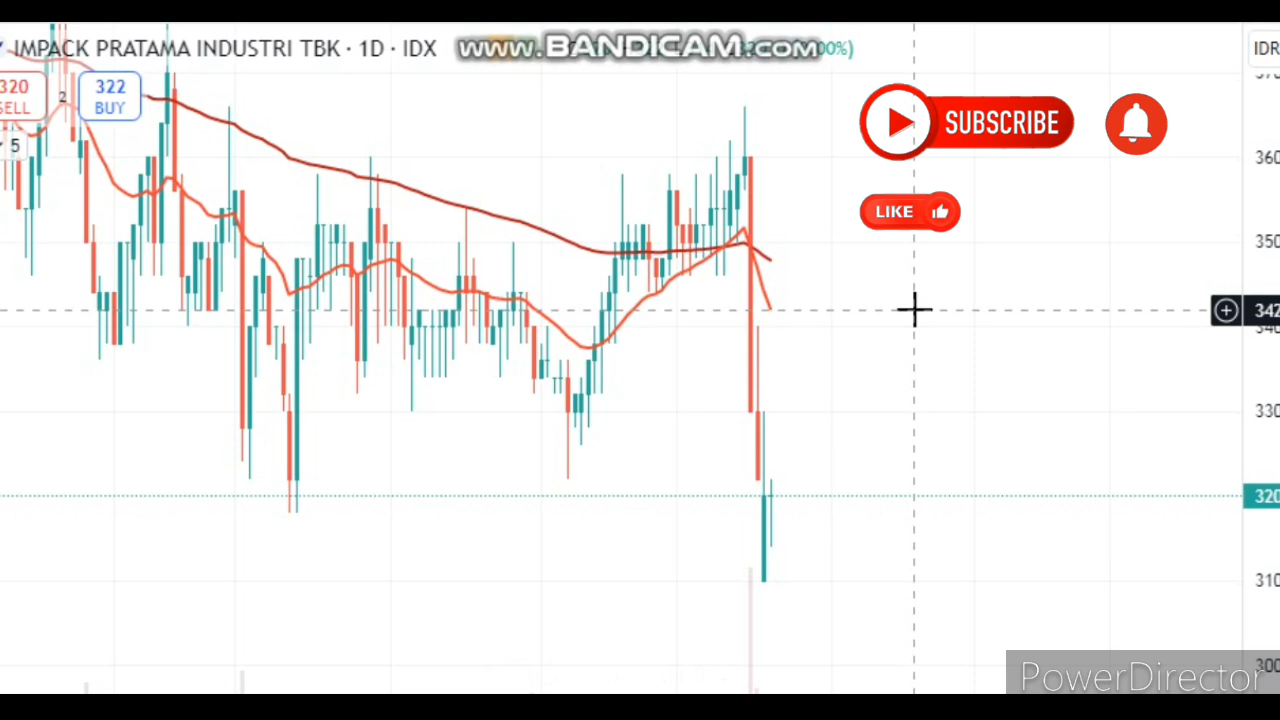 IMPACK PRATAMA INDUSTRI TBK · 1D · IDX
www.BANDICAM.com
IDR
320
SELL
2
322
BUY
5
SUBSCRIBE
LIKE
360
350
342
340
330
320
310
300
PowerDirector